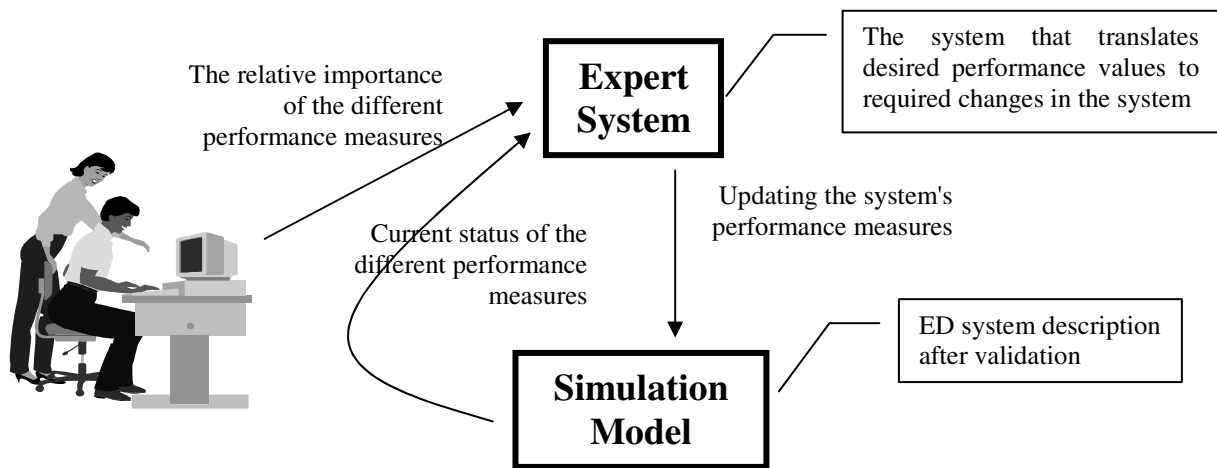 The relative importance
of the different
performance measures
Expert
System
The system that translates
desired performance values to
required changes in the system
Updating the system's
performance measures
Current status of the
different performance
measures
ED system description
after validation
Simulation
Model